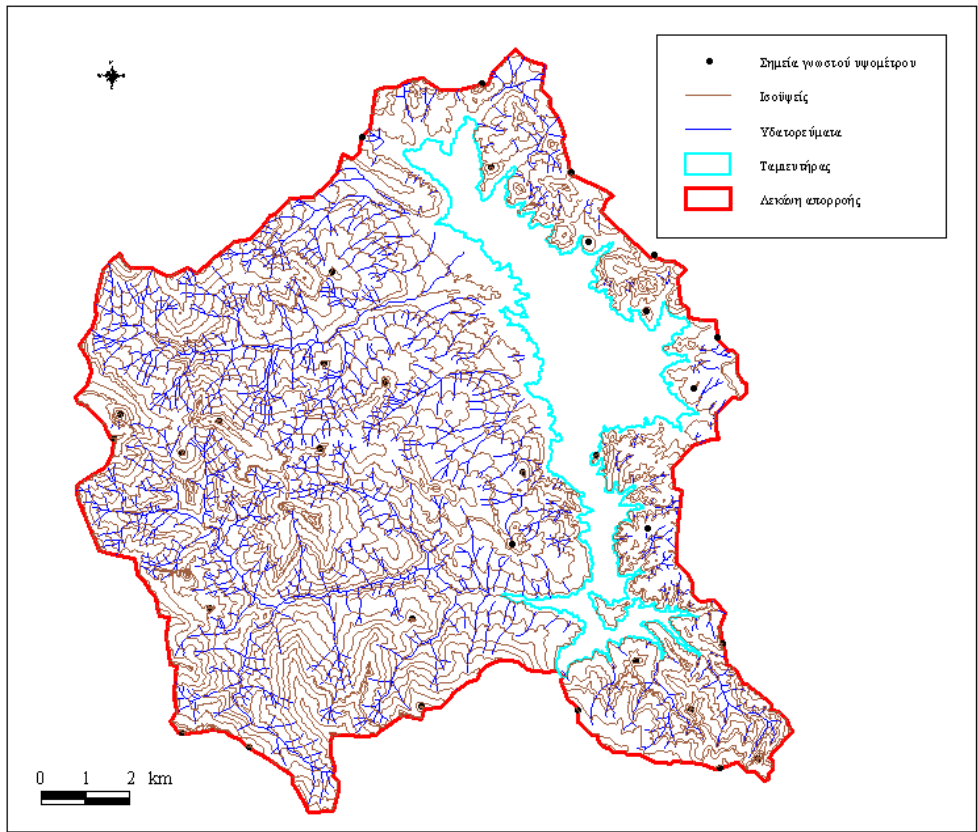 Σημεία γνωστού υψομέτρου
Ισοϋψείς
Υδατορεύματα
Ταμιευτήρας
Λεκάνη απορροής
0 1 2 km